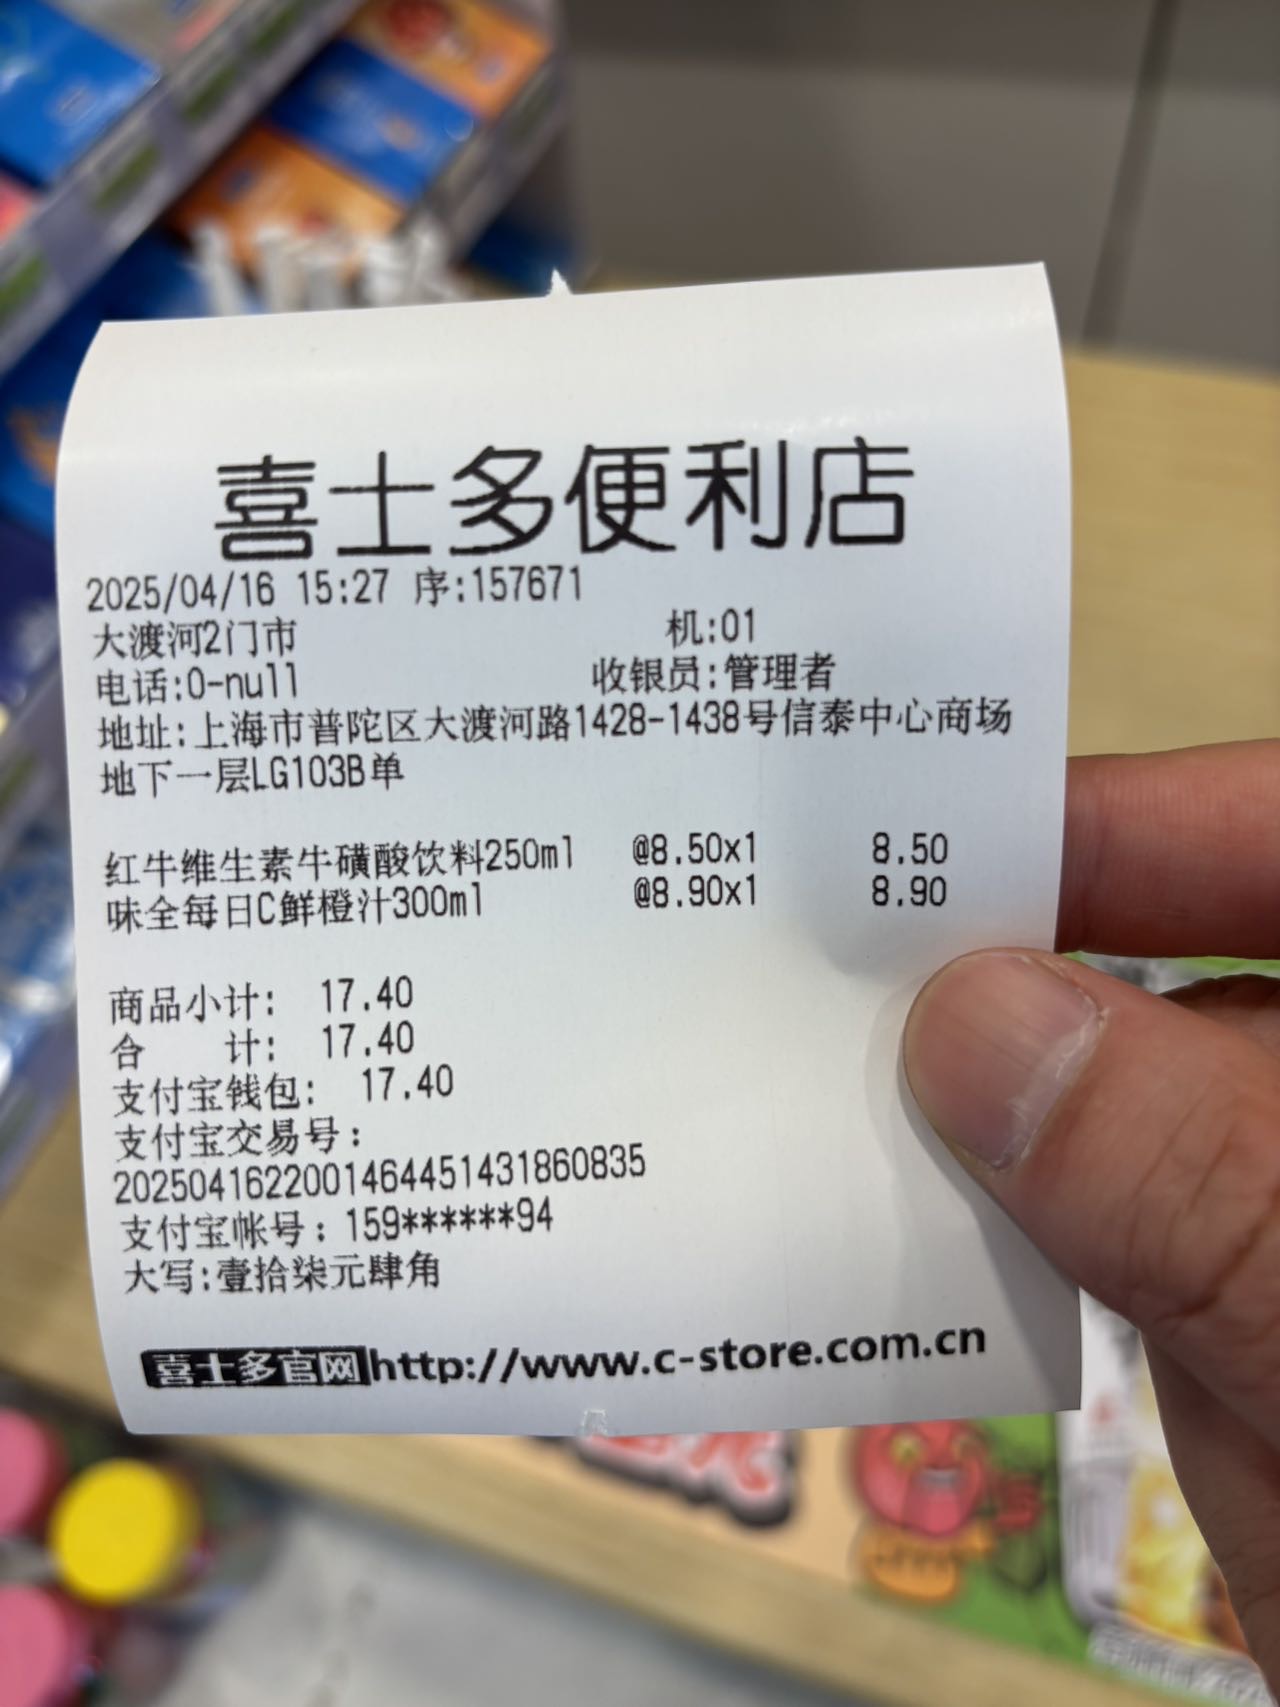 喜士多便利店
2025/04/16 15:27 序:157671
大渡河2门市 机:01
电话:0-null 收银员:管理者
地址:上海市普陀区大渡河路1428-1438号信泰中心商场
地下一层LG103B单
红牛维生素牛磺酸饮料250ml @8.50x1 8.50
味全每日C鲜橙汁300ml @8.90x1 8.90
商品小计: 17.40
合 计: 17.40
支付宝钱包: 17.40
支付宝交易号:
2025041622001464451431860835
支付宝帐号:159******94
大写:壹拾柒元肆角
喜士多官网http://www.c-store.com.cn